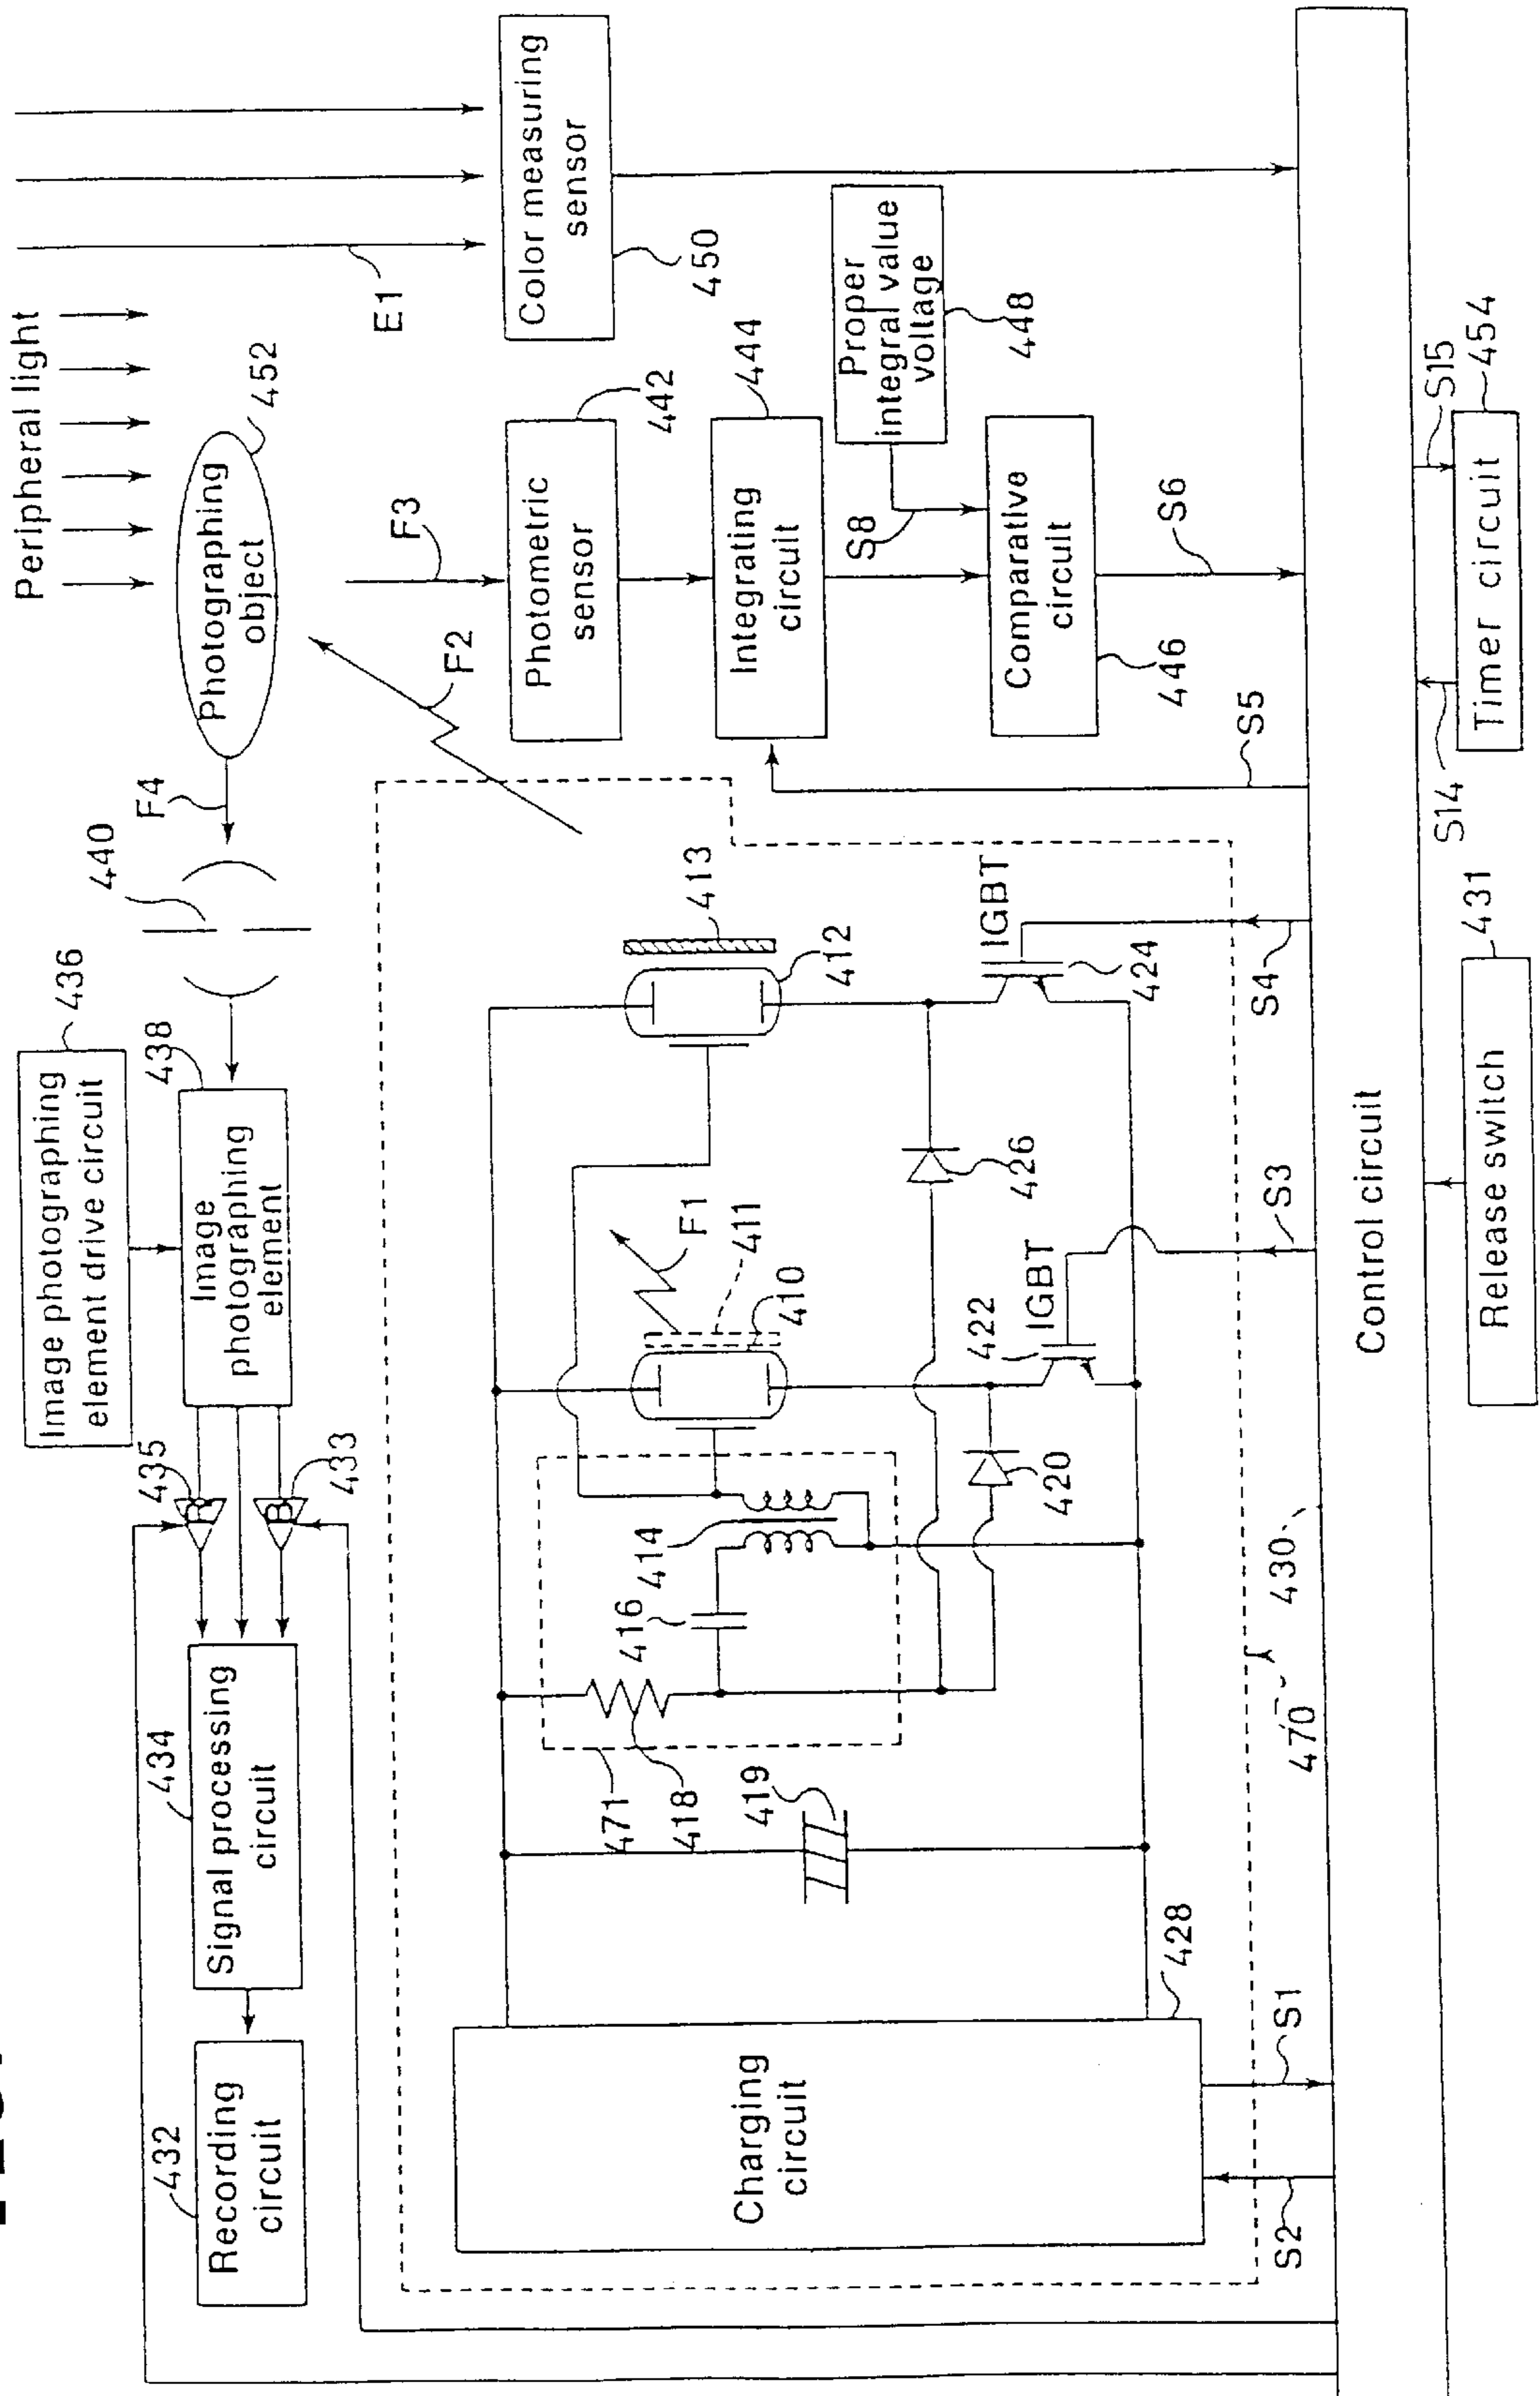 Peripheral light
E1
Color measuring
sensor
450
Photographing
object
452
F4
440
F3
F2
Photometric
sensor
442
Integrating
circuit
444
Proper
integral value
voltage
448
S8
Comparative
circuit
446
S6
S5
Image photographing
element drive circuit
436
Image
photographing
element
438
435
433
Signal processing
circuit
434
Recording
circuit
432
413
412
IGBT
424
S4
426
F1
411
410
IGBT
422
S3
420
414
416
418
471
419
Charging
circuit
428
S1
S2
470
430
Control circuit
Release switch
431
S14
S15
Timer circuit
454